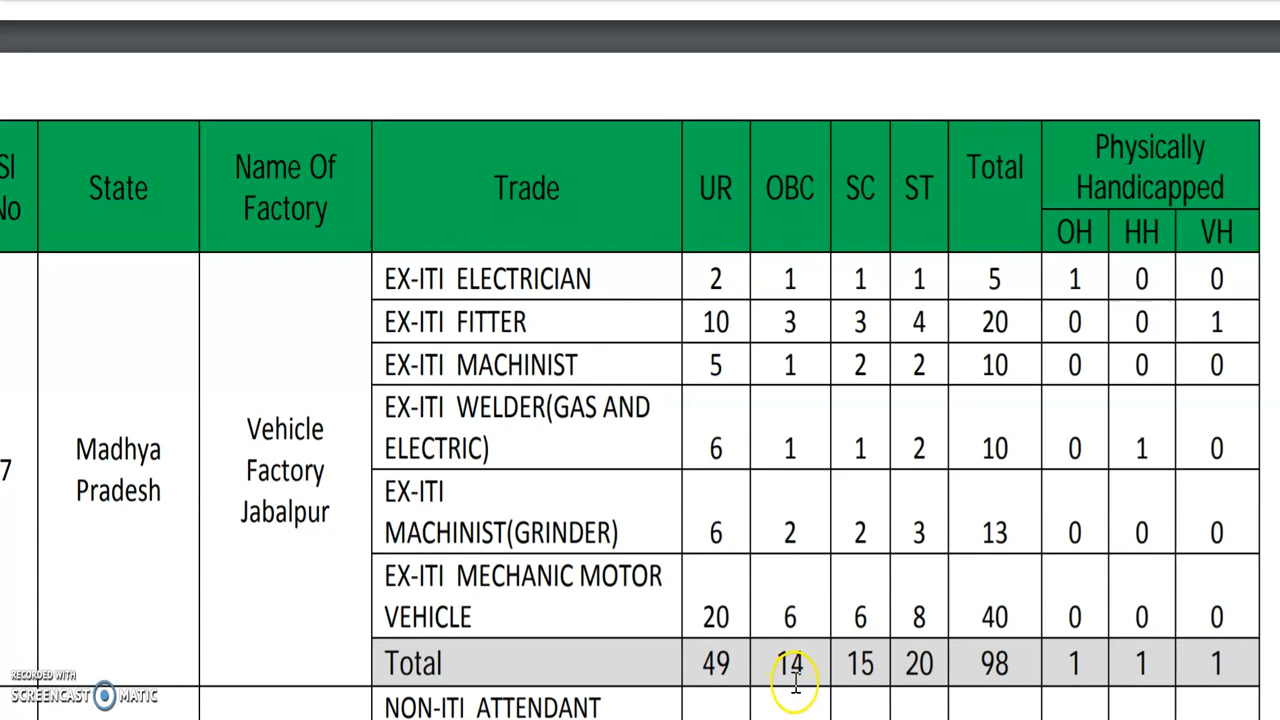 Sl No State Name Of Factory Trade UR OBC SC ST Total Physically Handicapped
OH HH VH
EX-ITI ELECTRICIAN 2 1 1 1 5 1 0 0
EX-ITI FITTER 10 3 3 4 20 0 0 1
EX-ITI MACHINIST 5 1 2 2 10 0 0 0
7 Madhya Pradesh Vehicle Factory Jabalpur
EX-ITI WELDER(GAS AND
ELECTRIC) 6 1 1 2 10 0 1 0
EX-ITI
MACHINIST(GRINDER) 6 2 2 3 13 0 0 0
EX-ITI MECHANIC MOTOR
VEHICLE 20 6 6 8 40 0 0 0
Total 49 14 15 20 98 1 1 1
NON-ITI ATTENDANT
RECORDED WITH
SCREENCAST MATIC